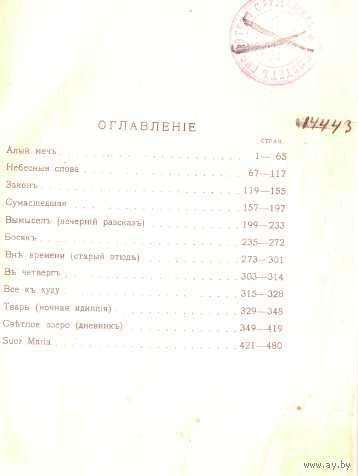 14443
ОГЛАВЛЕНІЕ
СТРАН.
Алый мечъ 1— 65
Небесныя слова 67—117
Законъ 119—155
Сумасшедшая 157—197
Вымыселъ (вечерній разсказъ) 199—233
Босякъ 235—272
Внѣ времени (старый этюдъ) 273—301
Въ четвергъ 303—314
Все къ худу 315—328
Тварь (ночная идиллія) 329—348
Свѣтлое озеро (дневникъ) 349—419
Suor Maria 421—480
www.ay.by